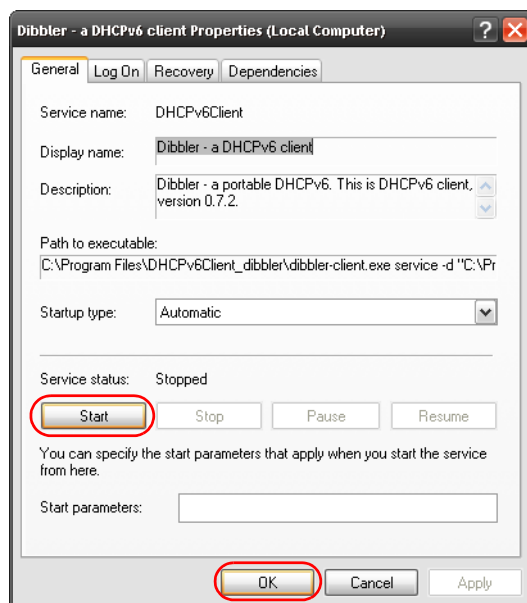 Dibbler - a DHCPv6 client Properties (Local Computer)
General Log On Recovery Dependencies
Service name: DHCPv6Client
Display name: Dibbler - a DHCPv6 client
Description: Dibbler - a portable DHCPv6. This is DHCPv6 client,
version 0.7.2.
Path to executable:
C:\Program Files\DHCPv6Client_dibbler\dibbler-client.exe service -d "C:\Pr
Startup type: Automatic
Service status: Stopped
Start Stop Pause Resume
You can specify the start parameters that apply when you start the service
from here.
Start parameters:
OK Cancel Apply